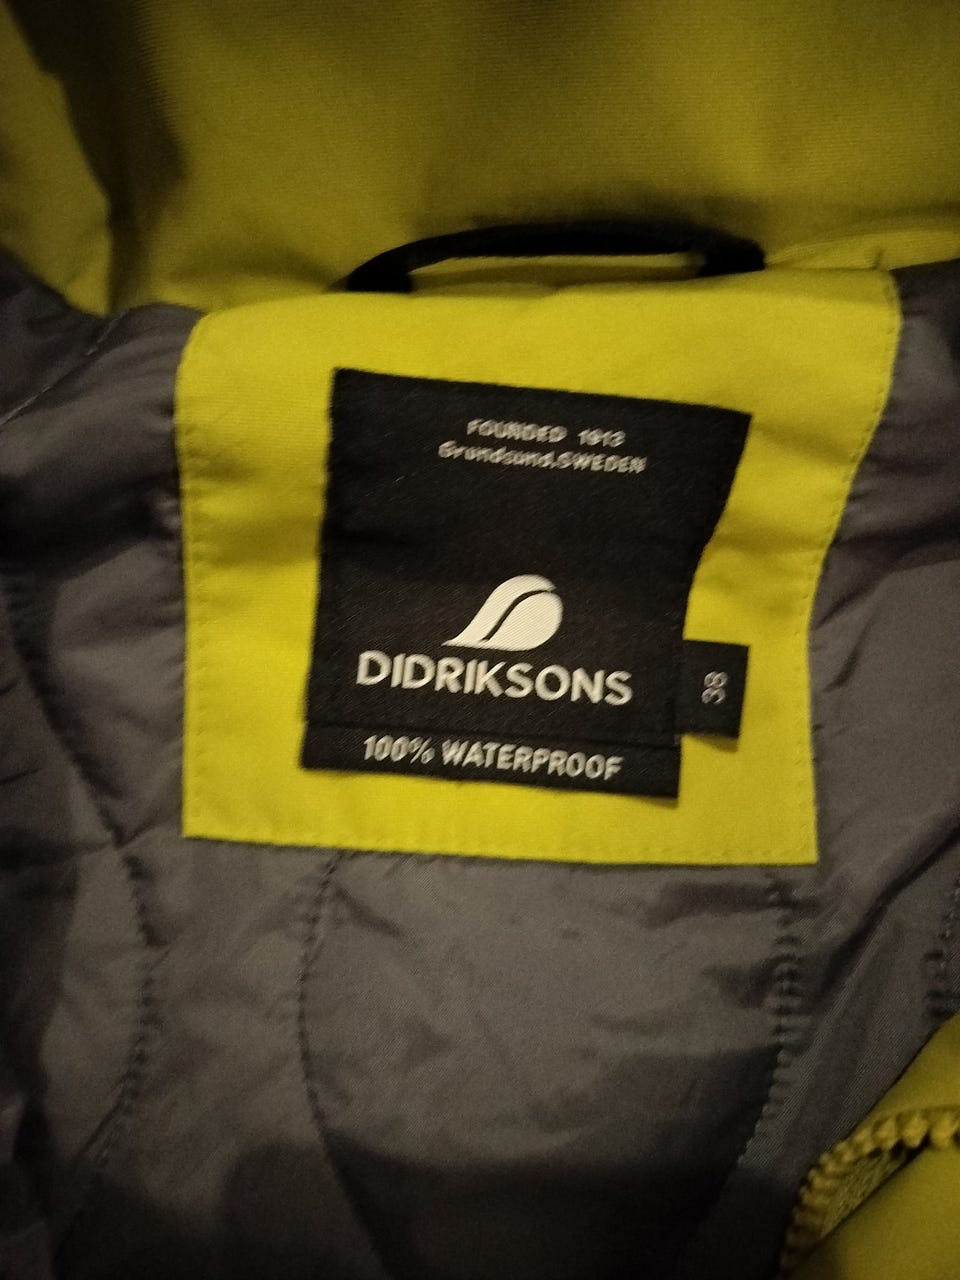 FOUNDED 1913
Grundsund,SWEDEN
DIDRIKSONS
38
100% WATERPROOF